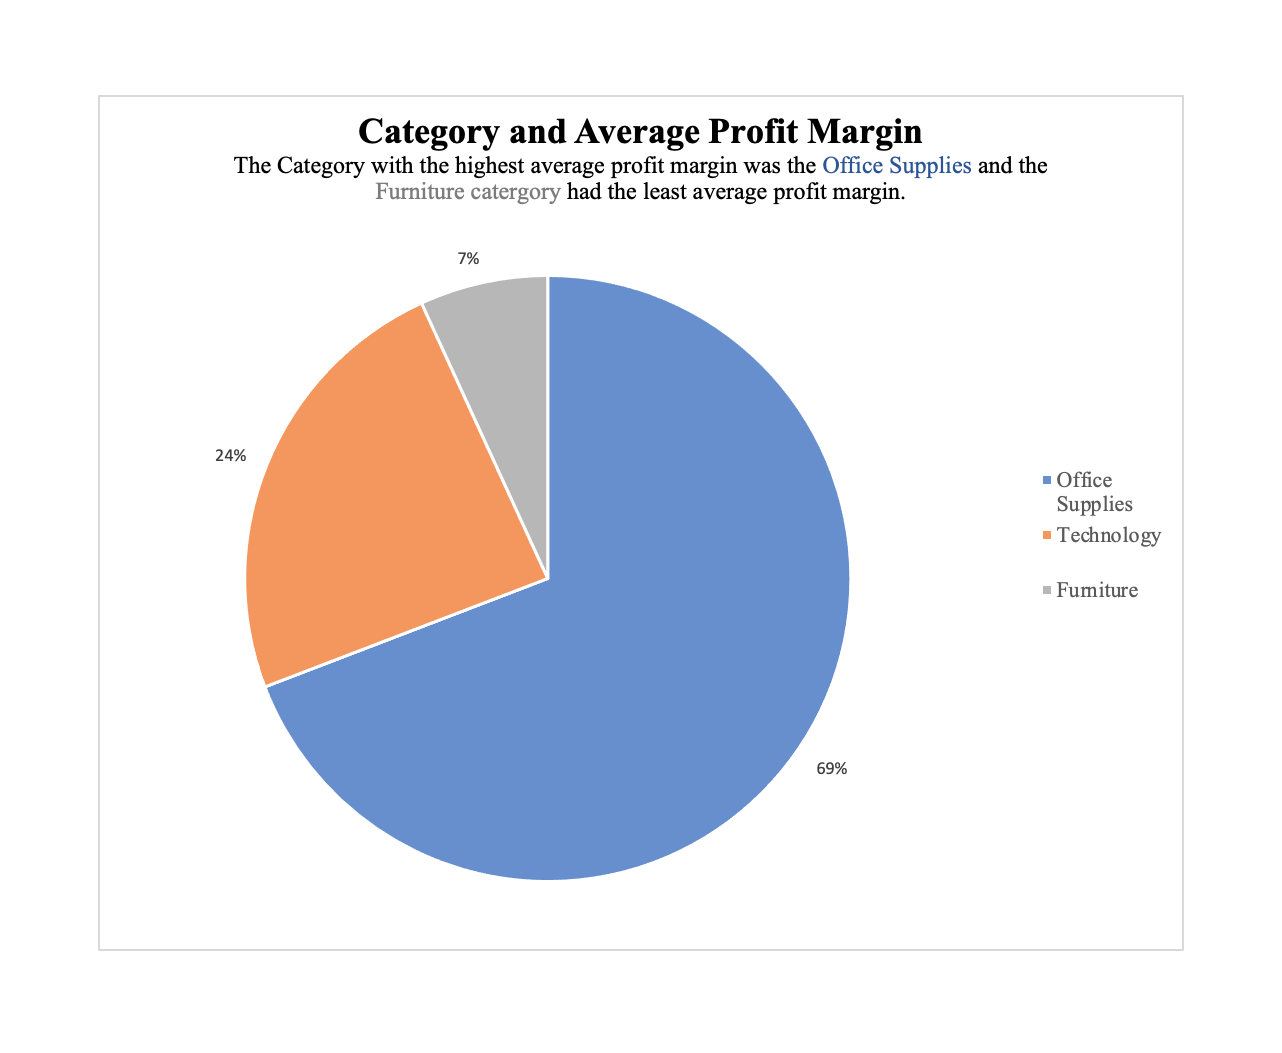 Category and Average Profit Margin
The Category with the highest average profit margin was the Office Supplies and the
Furniture catergory had the least average profit margin.
7%
24%
Office
Supplies
Technology
Furniture
69%